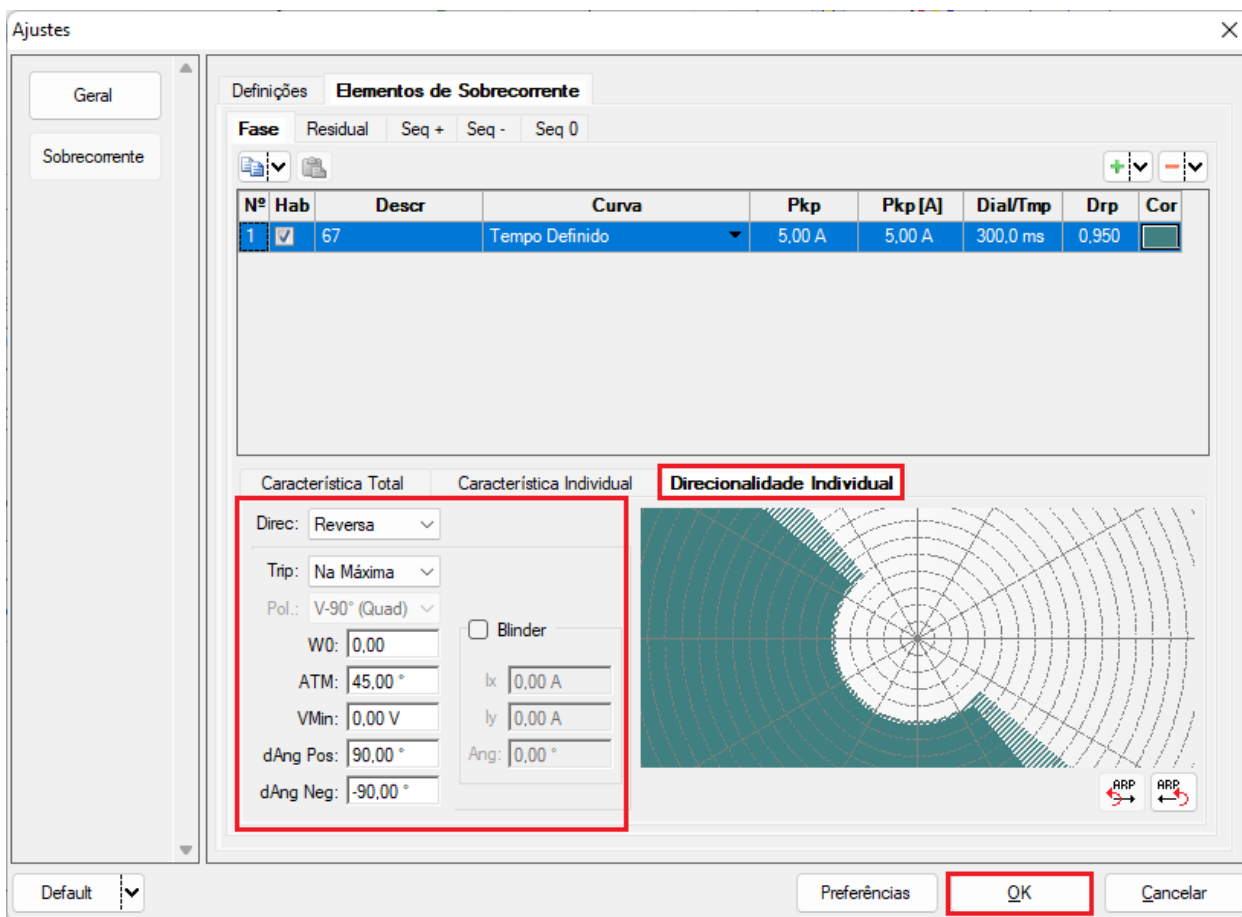 Ajustes
Geral
Sobrecorrente
Definições Elementos de Sobrecorrente
Fase Residual Seq + Seq - Seq 0
Nº Hab Descr Curva Pkp Pkp [A] Dial/Tmp Drp Cor
1 67 Tempo Definido 5,00 A 5,00 A 300,0 ms 0,950
Característica Total Característica Individual Direcionalidade Individual
Direc: Reversa
Trip: Na Máxima
Pol.: V-90° (Quad)
W0: 0,00
ATM: 45,00 °
VMin: 0,00 V
dAng Pos: 90,00 °
dAng Neg: -90,00 °
Blinder
Ix 0,00 A
Iy 0,00 A
Ang: 0,00 °
ARP ARP
Default Preferências OK Cancelar